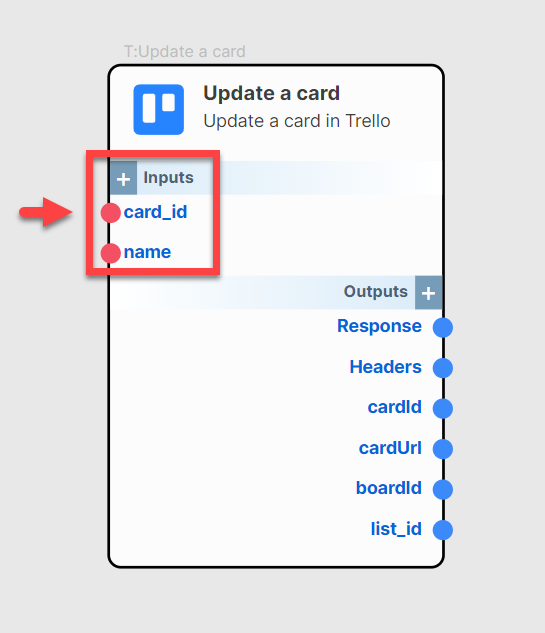 T:Update a card
Update a card
Update a card in Trello
+ Inputs
card_id
name
Outputs +
Response
Headers
cardId
cardUrl
boardId
list_id